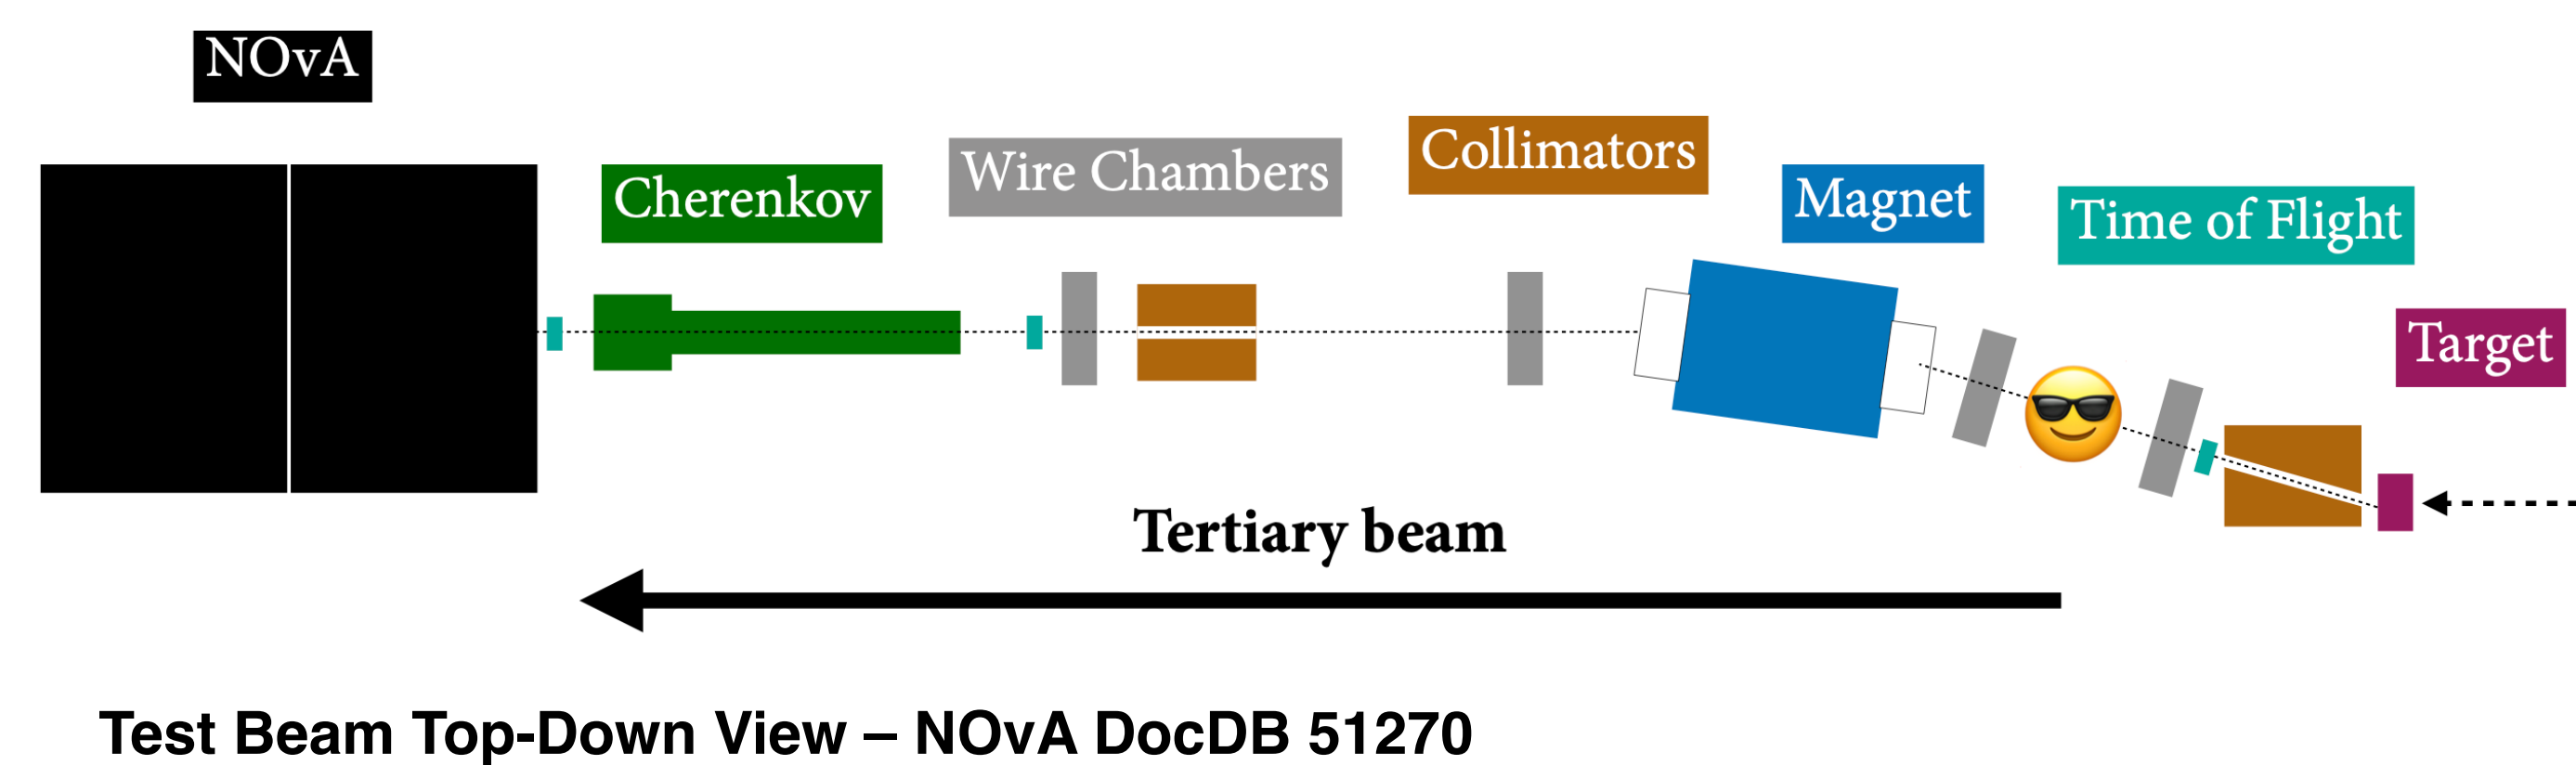 NOvA
Cherenkov
Wire Chambers
Collimators
Magnet
Time of Flight
Target
Tertiary beam
Test Beam Top-Down View – NOvA DocDB 51270